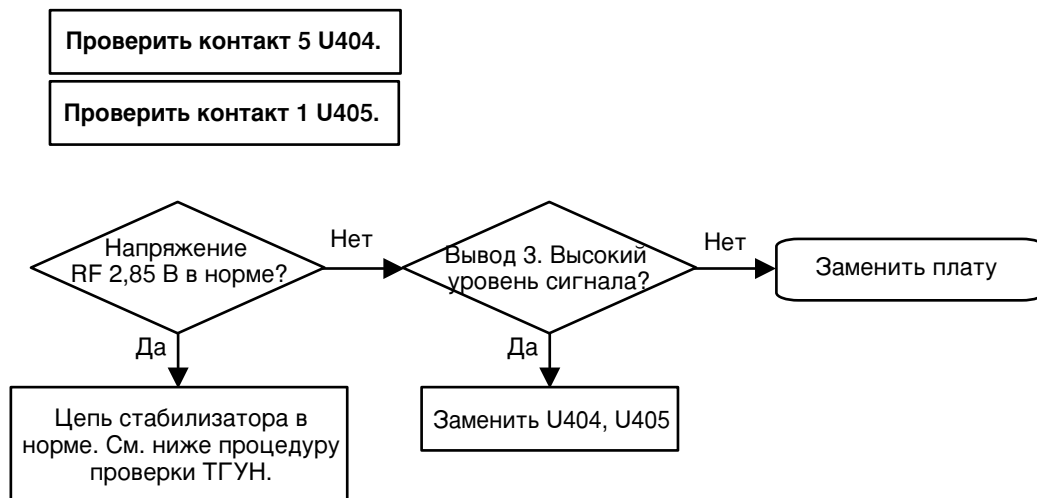 Проверить контакт 5 U404.
Проверить контакт 1 U405.
Напряжение
RF 2,85 В в норме?
Нет
Вывод 3. Высокий
уровень сигнала?
Нет
Заменить плату
Да
Да
Цепь стабилизатора в
норме. См. ниже процедуру
проверки ТГУН.
Заменить U404, U405